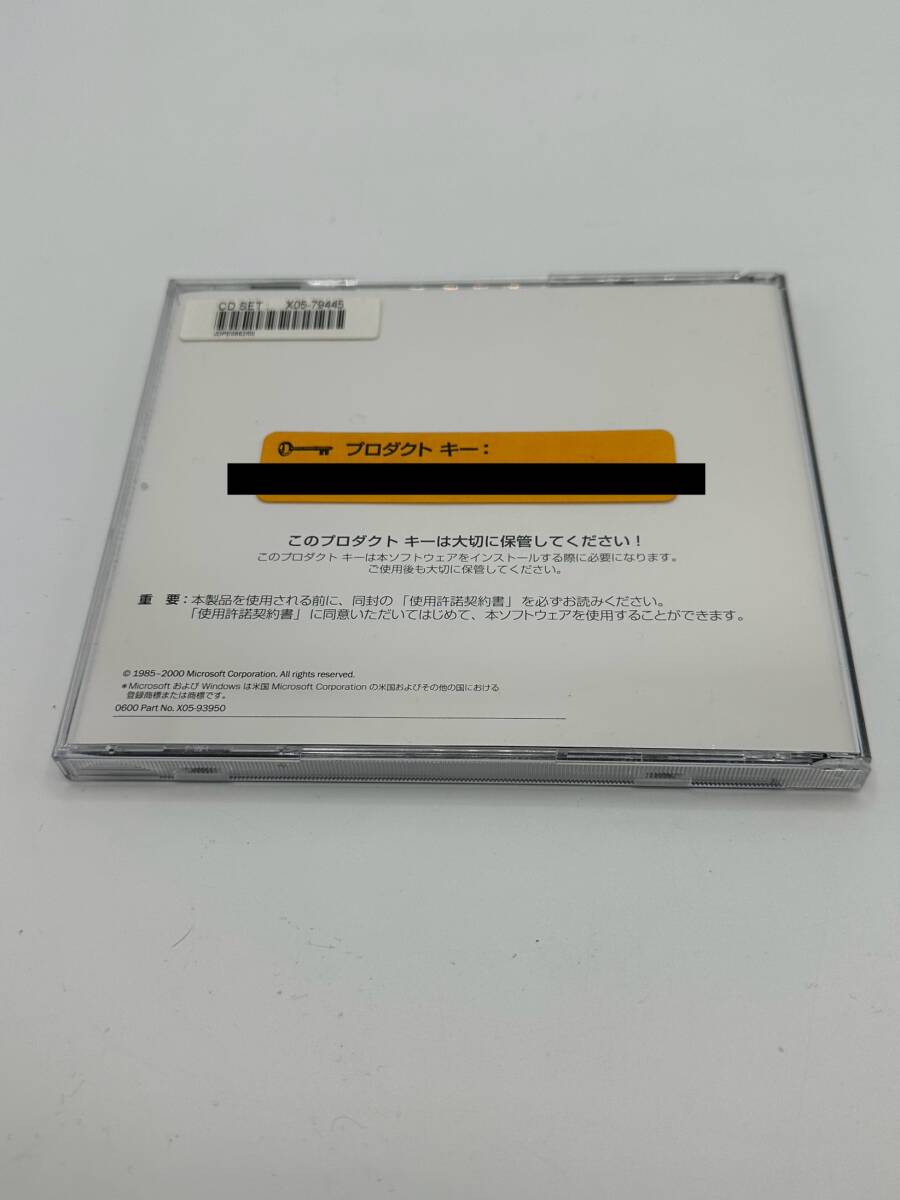 CD SET : X05-79445
プロダクト キー :
このプロダクト キーは大切に保管してください！
このプロダクト キーは本ソフトウェアをインストールする際に必要になります。
ご使用後も大切に保管してください。
重 要：本製品を使用される前に、同封の「使用許諾契約書」を必ずお読みください。
「使用許諾契約書」に同意いただいてはじめて、本ソフトウェアを使用することができます。
© 1985–2000 Microsoft Corporation. All rights reserved.
＊Microsoft および Windows は米国 Microsoft Corporation の米国およびその他の国における
登録商標または商標です。
0600 Part No. X05-93950